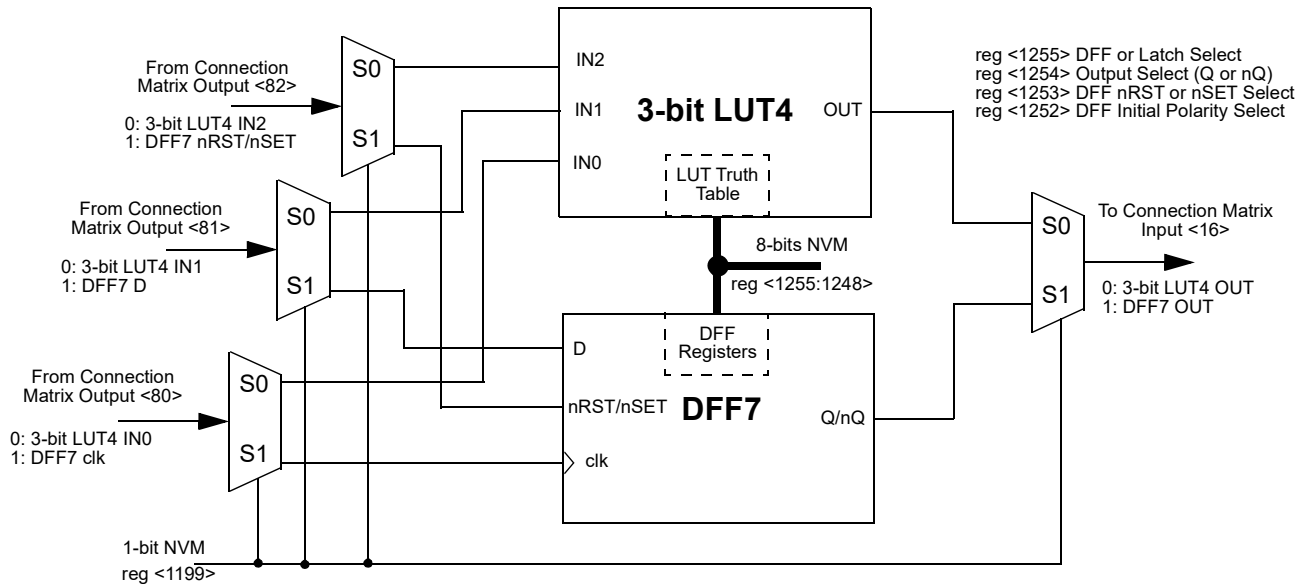 From Connection
Matrix Output <82>
0: 3-bit LUT4 IN2
1: DFF7 nRST/nSET
S0
S1
From Connection
Matrix Output <81>
0: 3-bit LUT4 IN1
1: DFF7 D
S0
S1
From Connection
Matrix Output <80>
0: 3-bit LUT4 IN0
1: DFF7 clk
S0
S1
1-bit NVM
reg <1199>
IN2
IN1
IN0
3-bit LUT4
OUT
LUT Truth
Table
8-bits NVM
reg <1255:1248>
DFF
Registers
D
nRST/nSET
clk
DFF7
Q/nQ
reg <1255> DFF or Latch Select
reg <1254> Output Select (Q or nQ)
reg <1253> DFF nRST or nSET Select
reg <1252> DFF Initial Polarity Select
S0
S1
To Connection Matrix
Input <16>
0: 3-bit LUT4 OUT
1: DFF7 OUT